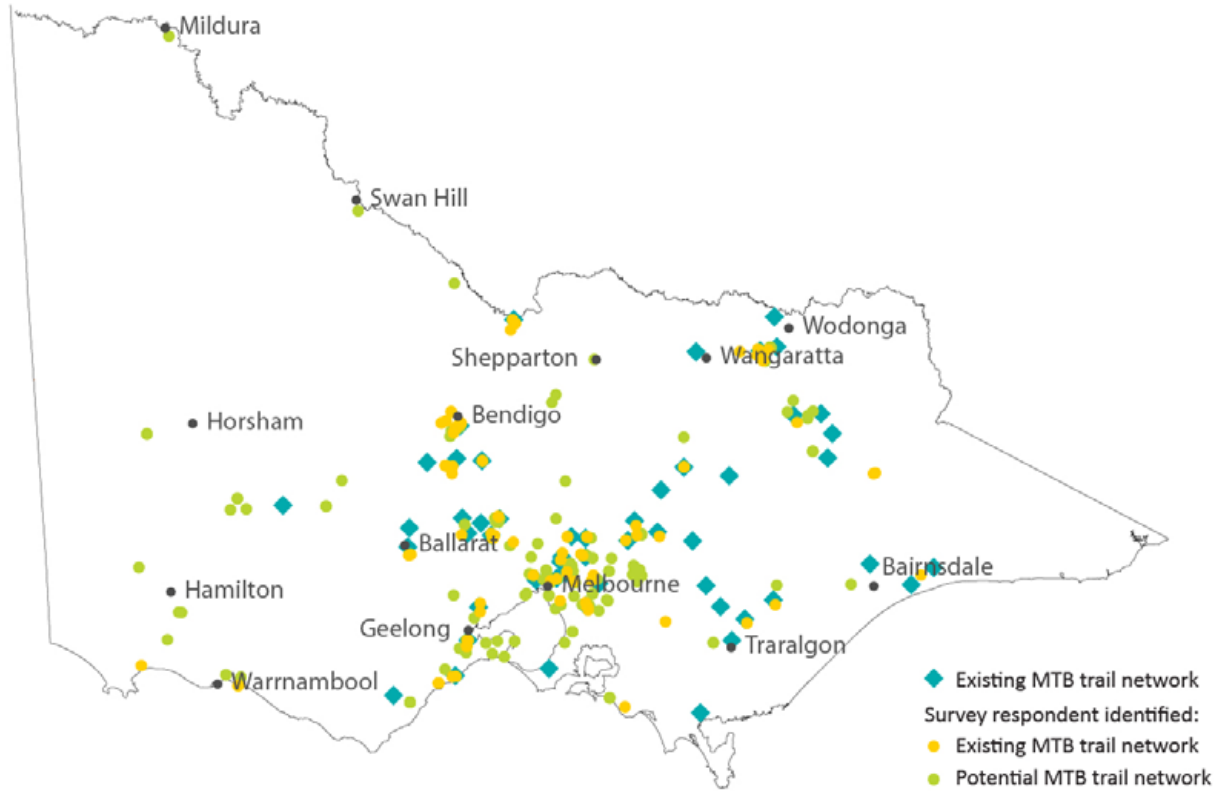 Mildura
Swan Hill
Wodonga
Shepparton
Wangaratta
Horsham
Bendigo
Ballarat
Bairnsdale
Hamilton
Melbourne
Geelong
Traralgon
Warrnambool
Existing MTB trail network
Survey respondent identified:
Existing MTB trail network
Potential MTB trail network